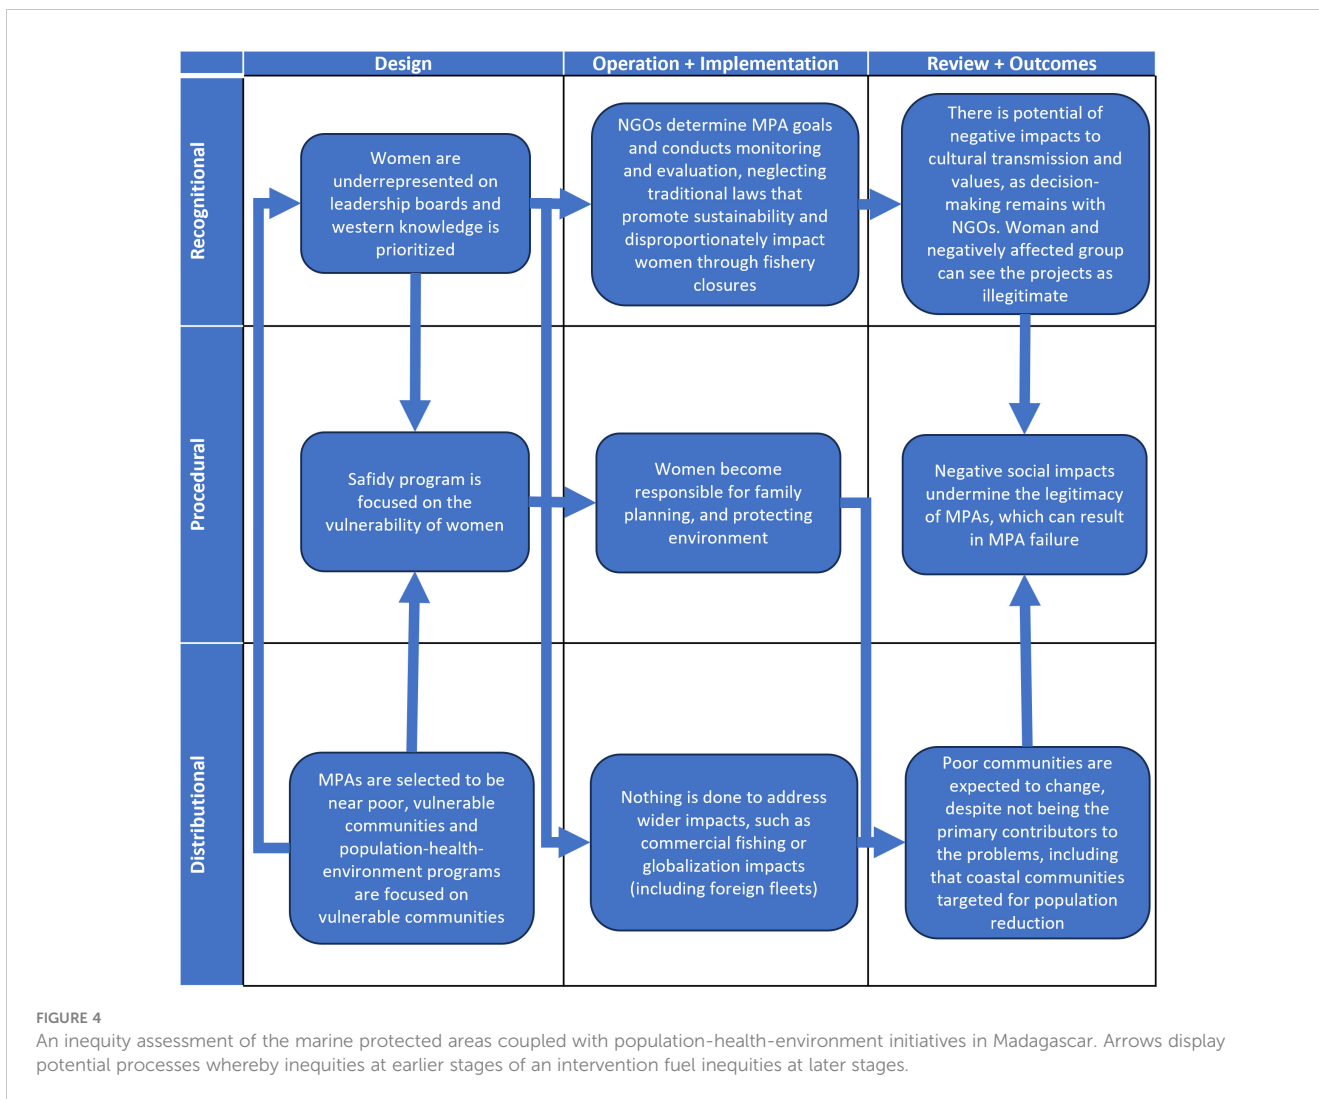 Design
Operation + Implementation
Review + Outcomes
Recognitional
Women are
underrepresented on
leadership boards and
western knowledge is
prioritized
NGOs determine MPA goals
and conducts monitoring
and evaluation, neglecting
traditional laws that
promote sustainability and
disproportionately impact
women through fishery
closures
There is potential of
negative impacts to
cultural transmission and
values, as decision-
making remains with
NGOs. Woman and
negatively affected group
can see the projects as
illegitimate
Procedural
Safidy program is
focused on the
vulnerability of women
Women become
responsible for family
planning, and protecting
environment
Negative social impacts
undermine the legitimacy
of MPAs, which can result
in MPA failure
Distributional
MPAs are selected to be
near poor, vulnerable
communities and
population-health-
environment programs
are focused on
vulnerable communities
Nothing is done to address
wider impacts, such as
commercial fishing or
globalization impacts
(including foreign fleets)
Poor communities are
expected to change,
despite not being the
primary contributors to
the problems, including
that coastal communities
targeted for population
reduction
FIGURE 4
An inequity assessment of the marine protected areas coupled with population-health-environment initiatives in Madagascar. Arrows display
potential processes whereby inequities at earlier stages of an intervention fuel inequities at later stages.